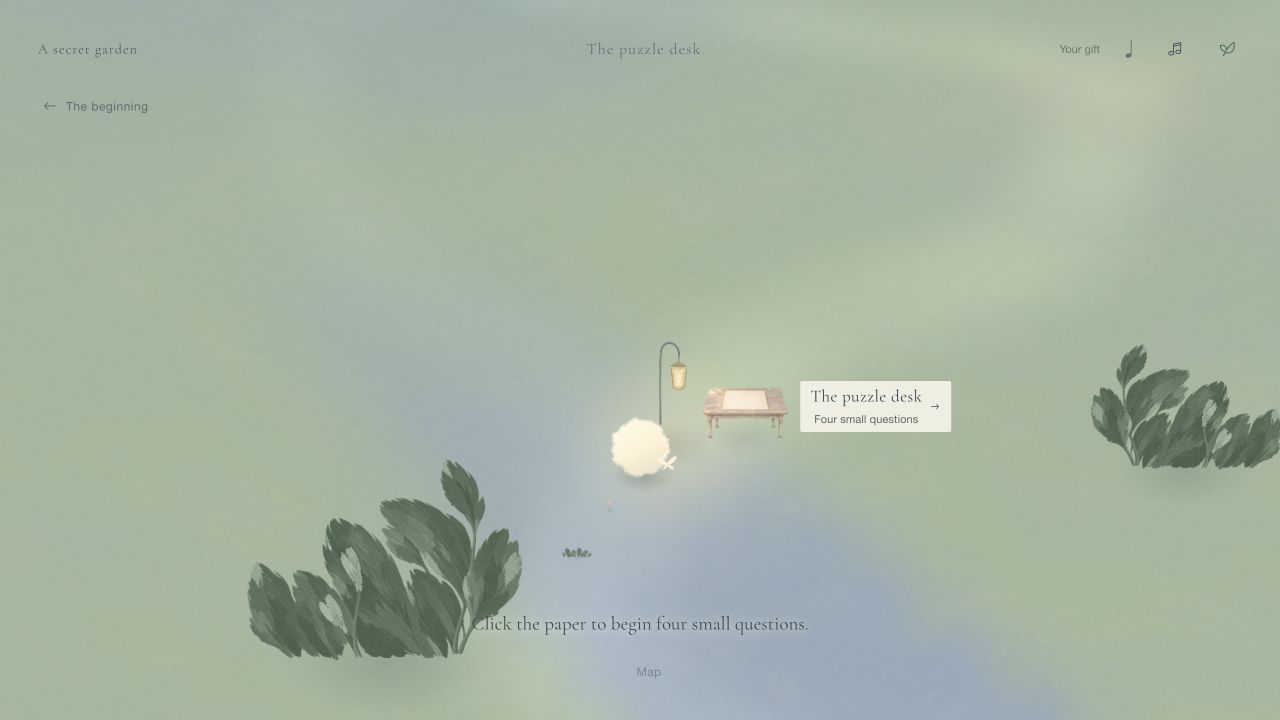 A secret garden
The puzzle desk
Your gift
The beginning
The puzzle desk
Four small questions
Click the paper to begin four small questions.
Map